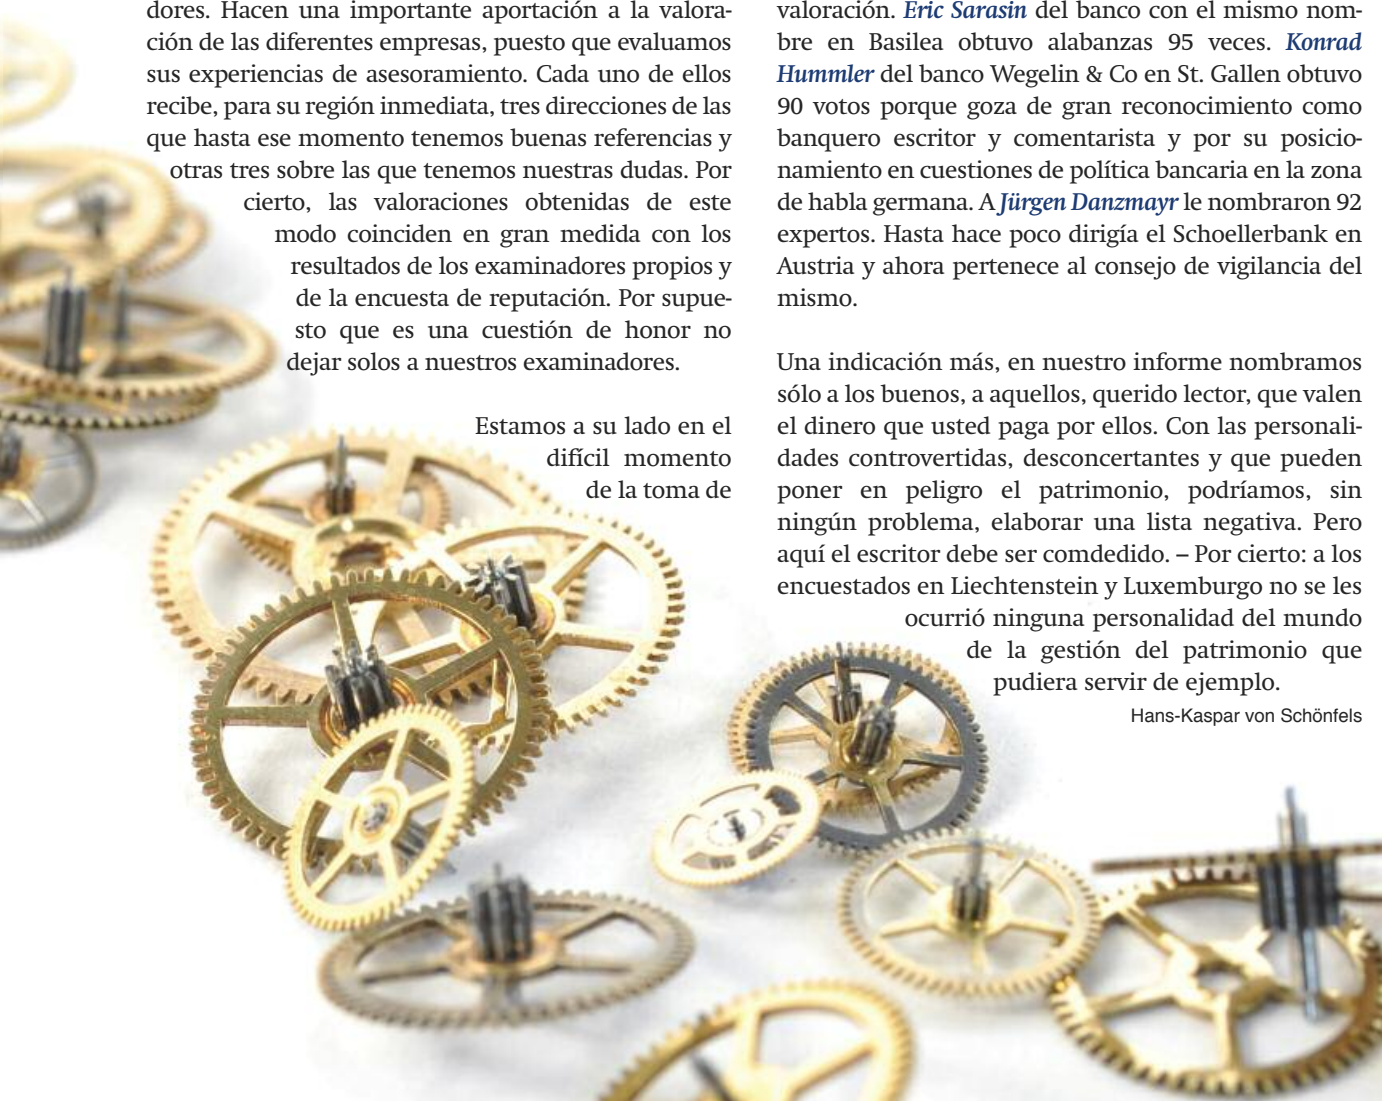 dores. Hacen una importante aportación a la valora-
ción de las diferentes empresas, puesto que evaluamos
sus experiencias de asesoramiento. Cada uno de ellos
recibe, para su región inmediata, tres direcciones de las
que hasta ese momento tenemos buenas referencias y
otras tres sobre las que tenemos nuestras dudas. Por
cierto, las valoraciones obtenidas de este
modo coinciden en gran medida con los
resultados de los examinadores propios y
de la encuesta de reputación. Por supue-
sto que es una cuestión de honor no
dejar solos a nuestros examinadores.

Estamos a su lado en el
difícil momento
de la toma de

valoración. Eric Sarasin del banco con el mismo nom-
bre en Basilea obtuvo alabanzas 95 veces. Konrad
Hummler del banco Wegelin & Co en St. Gallen obtuvo
90 votos porque goza de gran reconocimiento como
banquero escritor y comentarista y por su posicio-
namiento en cuestiones de política bancaria en la zona
de habla germana. A Jürgen Danzmayr le nombraron 92
expertos. Hasta hace poco dirigía el Schoellerbank en
Austria y ahora pertenece al consejo de vigilancia del
mismo.

Una indicación más, en nuestro informe nombramos
sólo a los buenos, a aquellos, querido lector, que valen
el dinero que usted paga por ellos. Con las personali-
dades controvertidas, desconcertantes y que pueden
poner en peligro el patrimonio, podríamos, sin
ningún problema, elaborar una lista negativa. Pero
aquí el escritor debe ser comdedido. – Por cierto: a los
encuestados en Liechtenstein y Luxemburgo no se les
ocurrió ninguna personalidad del mundo
de la gestión del patrimonio que
pudiera servir de ejemplo.
Hans-Kaspar von Schönfels